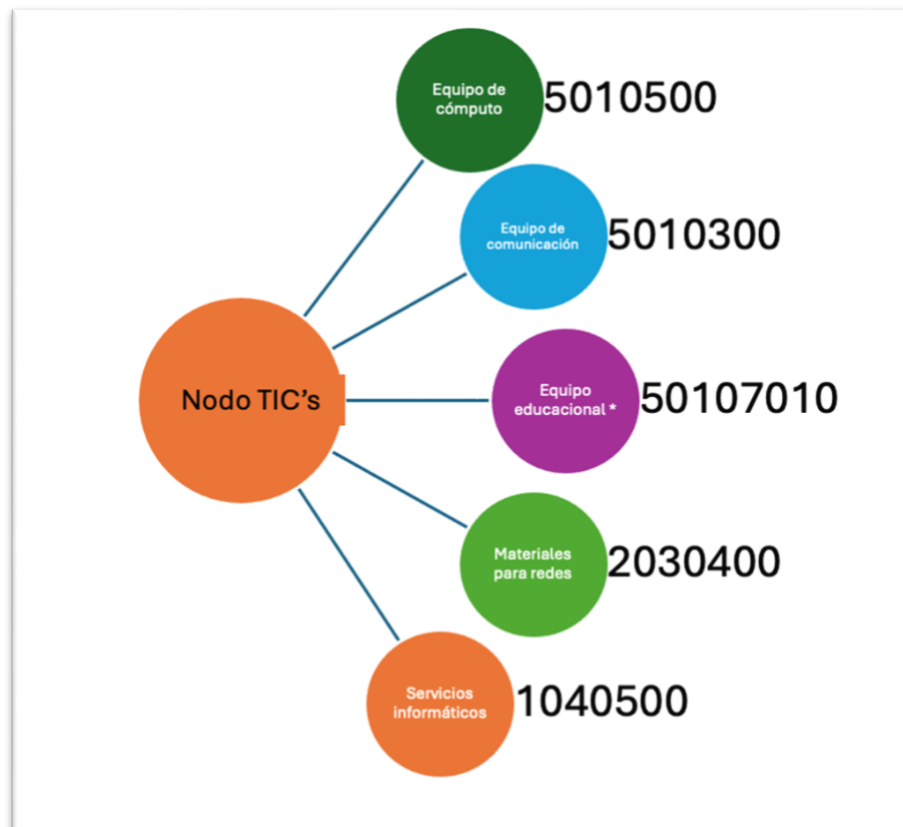 Equipo de
cómputo
5010500
Equipo de
comunicación
5010300
Nodo TIC’s
Equipo
educacional *
50107010
Materiales
para redes
2030400
Servicios
informáticos
1040500